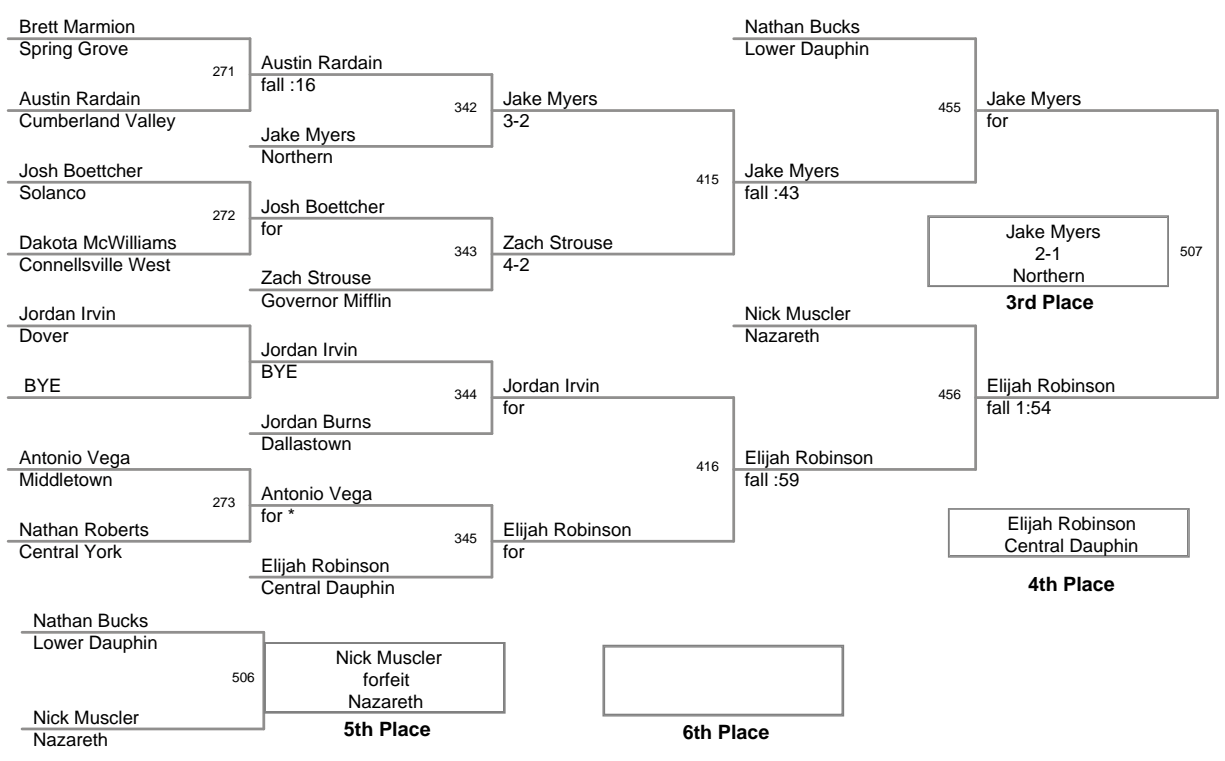 Brett Marmion
Spring Grove
271
Austin Rardain
Cumberland Valley
Josh Boettcher
Solanco
272
Dakota McWilliams
Connellsville West
Jordan Irvin
Dover
BYE
Antonio Vega
Middletown
273
Nathan Roberts
Central York
Austin Rardain
fall :16
342
Jake Myers
Northern
Josh Boettcher
for
343
Zach Strouse
Governor Mifflin
Jordan Irvin
BYE
344
Jordan Burns
Dallastown
Antonio Vega
for *
345
Elijah Robinson
Central Dauphin
Jake Myers
3-2
415
Zach Strouse
4-2
Jordan Irvin
for
416
Elijah Robinson
for
Nathan Bucks
Lower Dauphin
455
Jake Myers
fall :43
Nick Muscler
Nazareth
456
Elijah Robinson
fall :59
Jake Myers
for
Jake Myers
2-1
Northern
507
3rd Place
Elijah Robinson
fall 1:54
Elijah Robinson
Central Dauphin
4th Place
Nathan Bucks
Lower Dauphin
506
Nick Muscler
Nazareth
Nick Muscler
forfeit
Nazareth
5th Place
6th Place